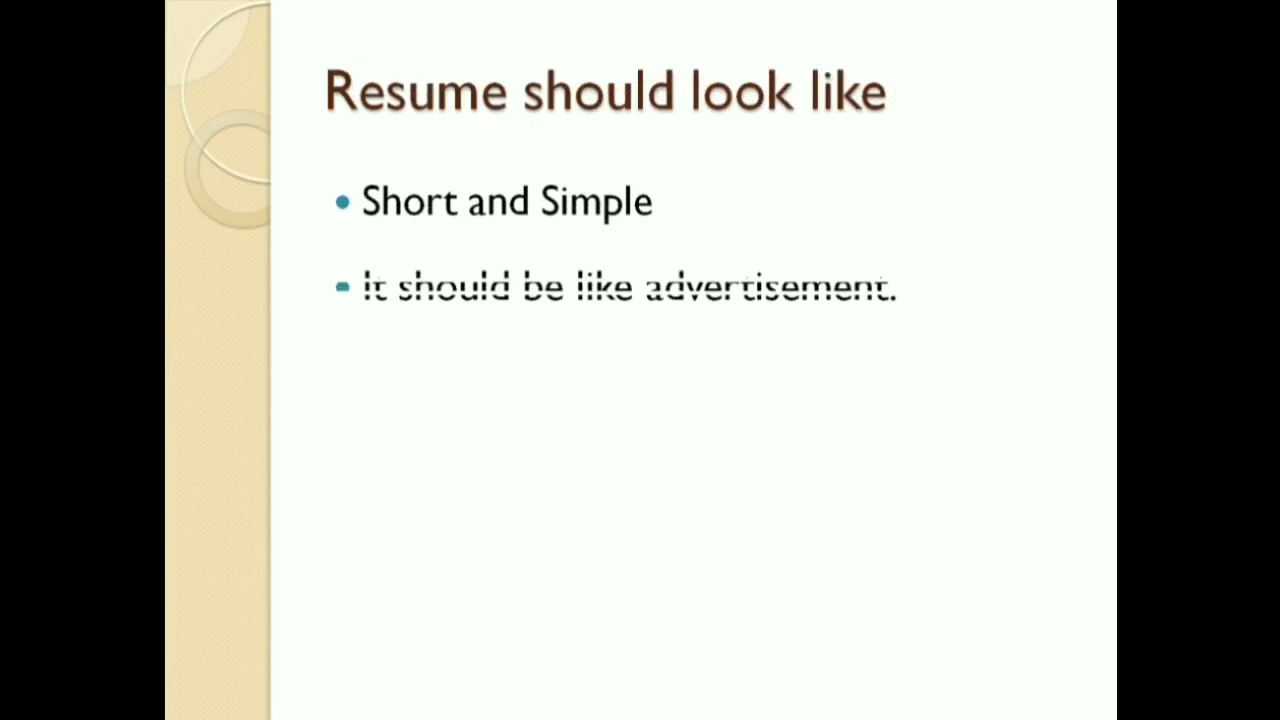 Resume should look like
Short and Simple
It should be like advertisement.